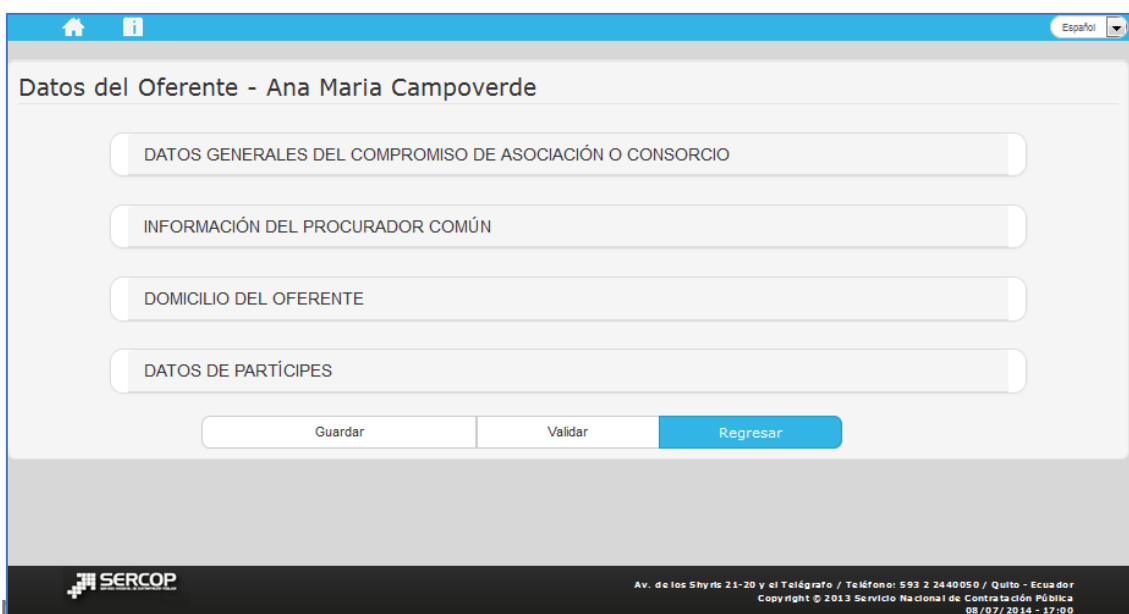 Español
Datos del Oferente - Ana Maria Campoverde
DATOS GENERALES DEL COMPROMISO DE ASOCIACIÓN O CONSORCIO
INFORMACIÓN DEL PROCURADOR COMÚN
DOMICILIO DEL OFERENTE
DATOS DE PARTÍCIPES
Guardar Validar Regresar
SERCOP
Av. de los Shyris 21-20 y el Telégrafo / Teléfono: 593 2 2440050 / Quito - Ecuador
Copyright © 2013 Servicio Nacional de Contratación Pública
08/07/2014 - 17:00